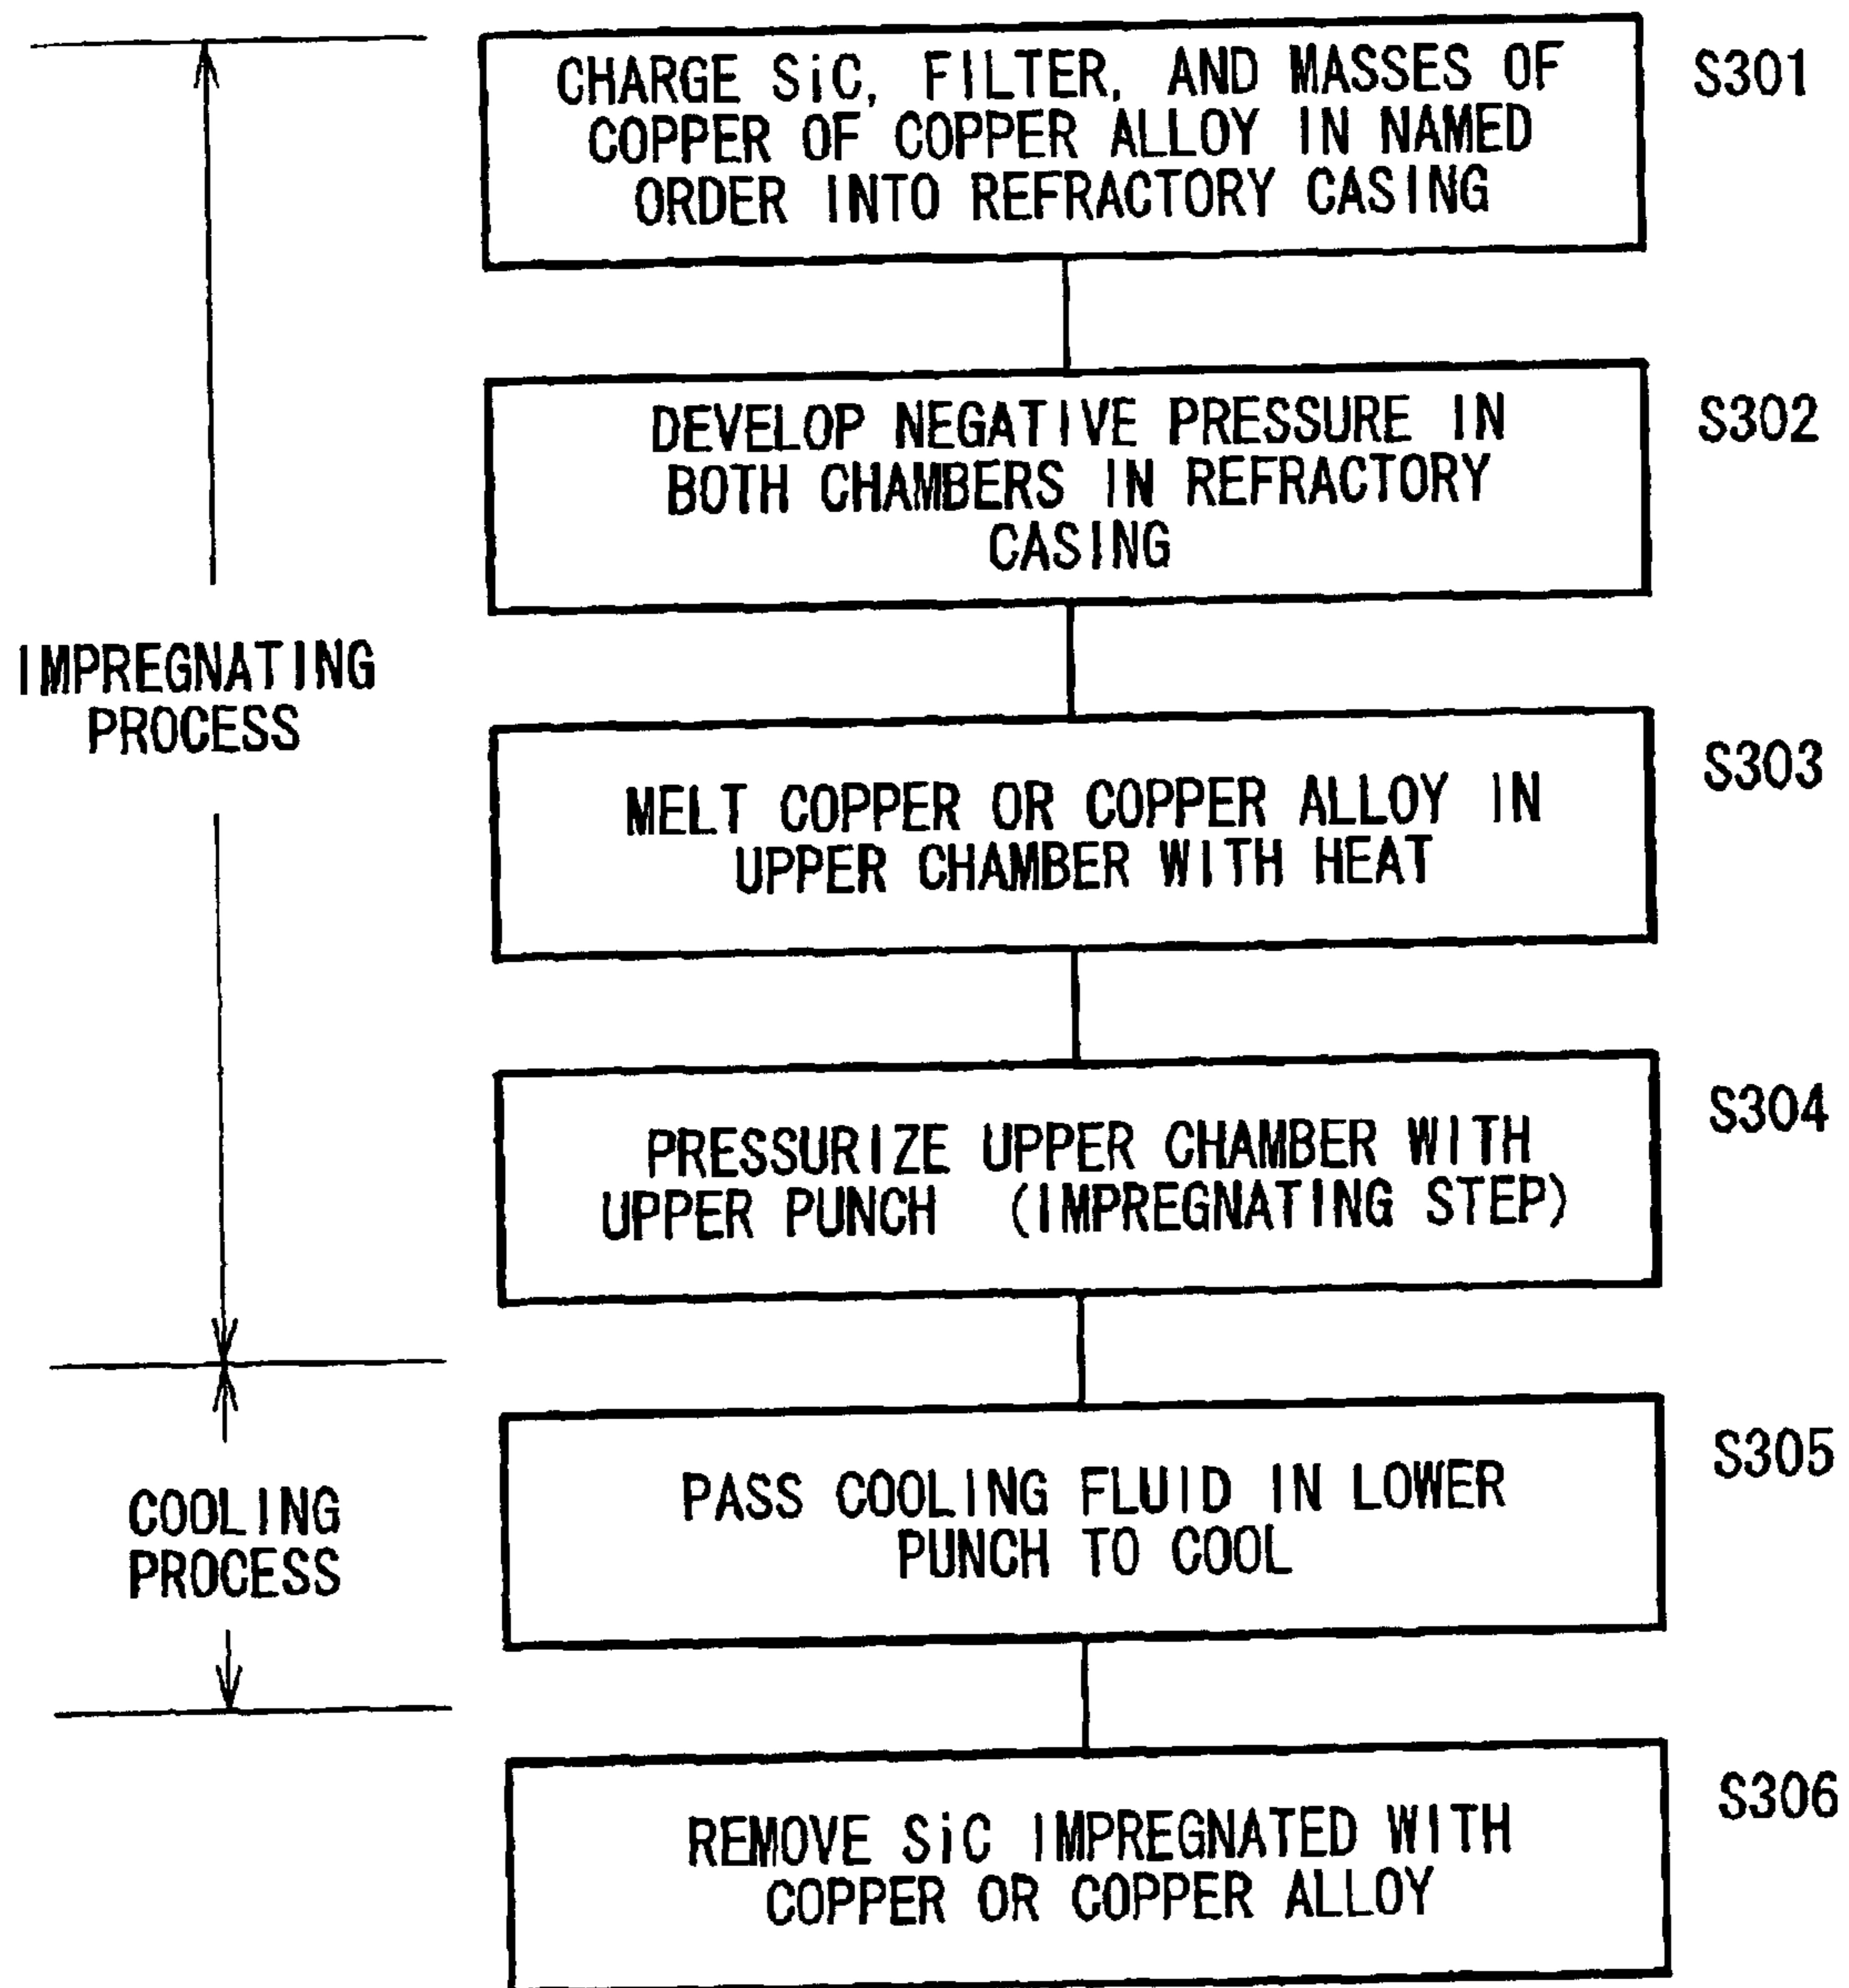 CHARGE SiC, FILTER, AND MASSES OF
COPPER OF COPPER ALLOY IN NAMED
ORDER INTO REFRACTORY CASING
S301
DEVELOP NEGATIVE PRESSURE IN
BOTH CHAMBERS IN REFRACTORY
CASING
S302
IMPREGNATING
PROCESS
MELT COPPER OR COPPER ALLOY IN
UPPER CHAMBER WITH HEAT
S303
PRESSURIZE UPPER CHAMBER WITH
UPPER PUNCH (IMPREGNATING STEP)
S304
PASS COOLING FLUID IN LOWER
PUNCH TO COOL
S305
COOLING
PROCESS
REMOVE SiC IMPREGNATED WITH
COPPER OR COPPER ALLOY
S306